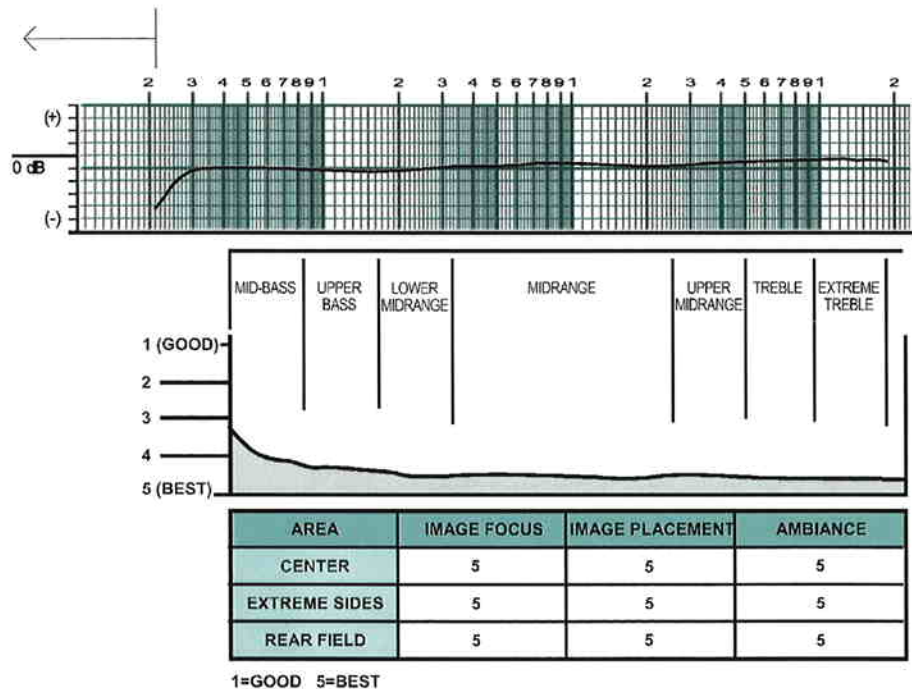 2 3 4 5 6 7 8 9 1 2 3 4 5 6 7 8 9 1 2 3 4 5 6 7 8 9 1 2
(+)
0 dB
(-)
MID-BASS UPPER BASS LOWER MIDRANGE MIDRANGE UPPER MIDRANGE TREBLE EXTREME TREBLE
1 (GOOD)
2
3
4
5 (BEST)
AREA IMAGE FOCUS IMAGE PLACEMENT AMBIANCE
CENTER 5 5 5
EXTREME SIDES 5 5 5
REAR FIELD 5 5 5
1=GOOD 5=BEST